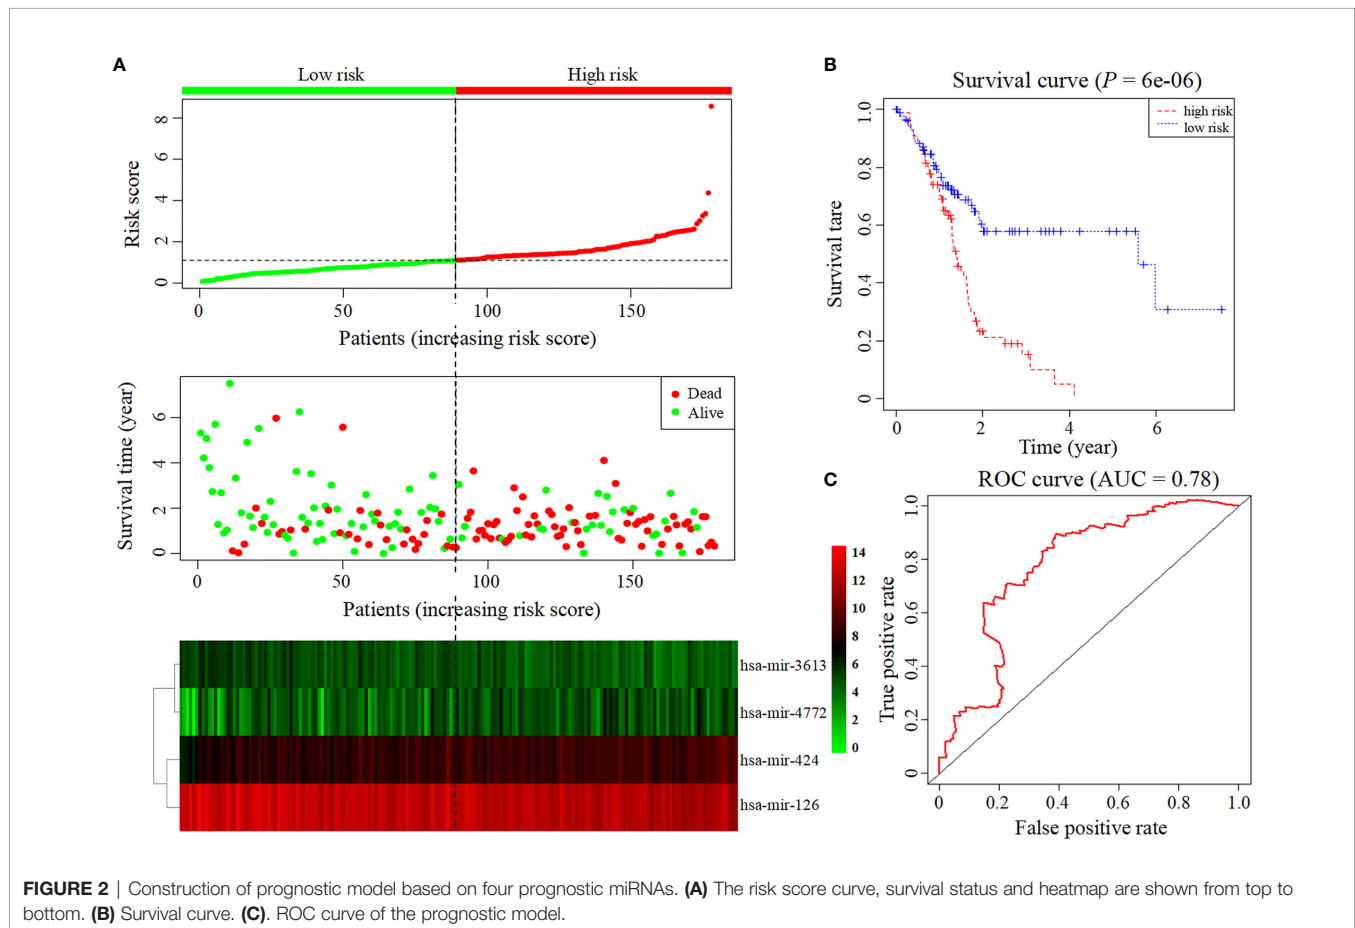 A
Low risk
High risk
Risk score
0
2
4
6
8
0
50
100
150
Patients (increasing risk score)
Survival time (year)
0
2
4
6
Dead
Alive
0
50
100
150
Patients (increasing risk score)
hsa-mir-3613
hsa-mir-4772
hsa-mir-424
hsa-mir-126
14
12
10
8
6
4
2
0
B
Survival curve (P = 6e-06)
high risk
low risk
Survival tare
0
0.2
0.4
0.6
0.8
1.0
0
2
4
6
Time (year)
C
ROC curve (AUC = 0.78)
True positive rate
0
0.2
0.4
0.6
0.8
1.0
0
0.2
0.4
0.6
0.8
1.0
False positive rate
FIGURE 2 | Construction of prognostic model based on four prognostic miRNAs. (A) The risk score curve, survival status and heatmap are shown from top to
bottom. (B) Survival curve. (C). ROC curve of the prognostic model.